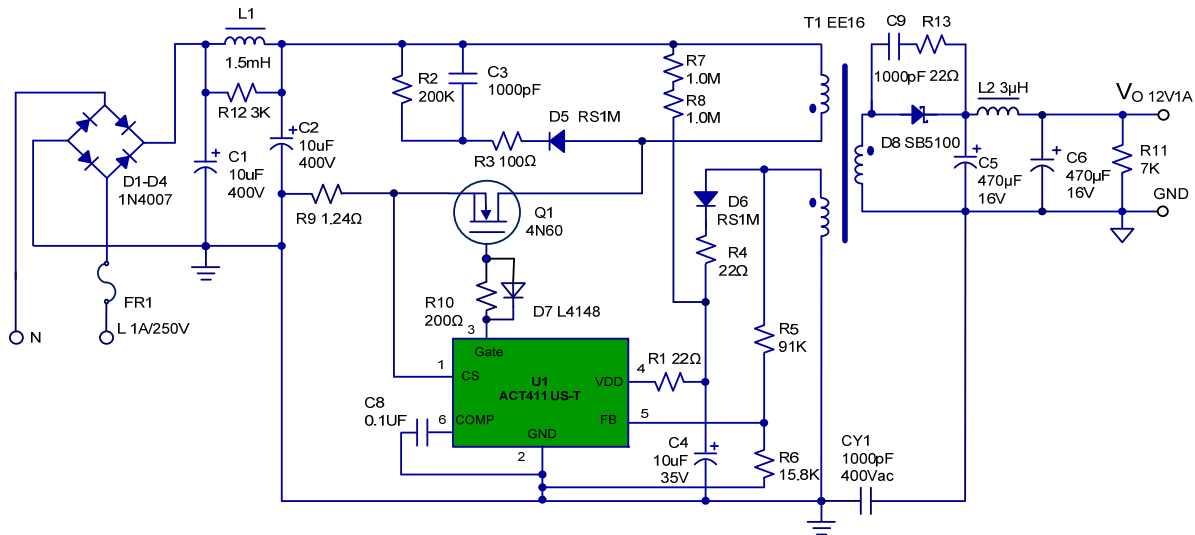 L1
1.5mH
R12 3K
C1
10uF
400V
C2
10uF
400V
D1-D4
1N4007
FR1
N
L 1A/250V
R2
200K
C3
1000pF
R3 100Ω
D5 RS1M
R7
1.0M
R8
1.0M
T1 EE16
C9
R13
1000pF 22Ω
L2 3µH
VO 12V1A
D8 SB5100
C5
470µF
16V
C6
470µF
16V
R11
7K
GND
R9 1.24Ω
Q1
4N60
D6
RS1M
R4
22Ω
R10
200Ω
D7 L4148
3
Gate
1
CS
U1
ACT411 US-T
VDD
4
R1 22Ω
R5
91K
C8
0.1UF
6
COMP
FB
5
GND
2
C4
10uF
35V
R6
15.8K
CY1
1000pF
400Vac